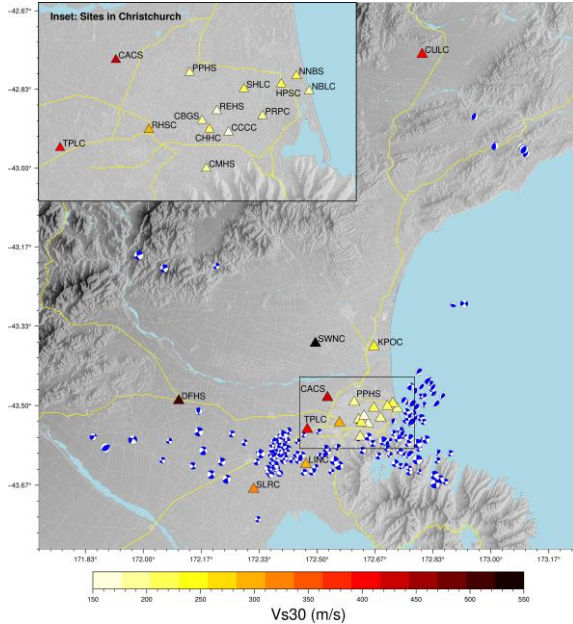 Inset: Sites in Christchurch
CACS
PPHS
NNBS
SHLC
HPSC
NBLC
REHS
PRPC
CBGS
RHSC
CCCC
CHHC
TPLC
CMHS
CULC
SWNC
KPOC
DFHS
CACS
PPHS
TPLC
LINC
SLRC
-42.67°
-42.83°
-43.00°
-43.17°
-43.33°
-43.50°
-43.67°
171.83° 172.00° 172.17° 172.33° 172.50° 172.67° 172.83° 173.00° 173.17°
150 200 250 300 350 400 450 500 550
Vs30 (m/s)